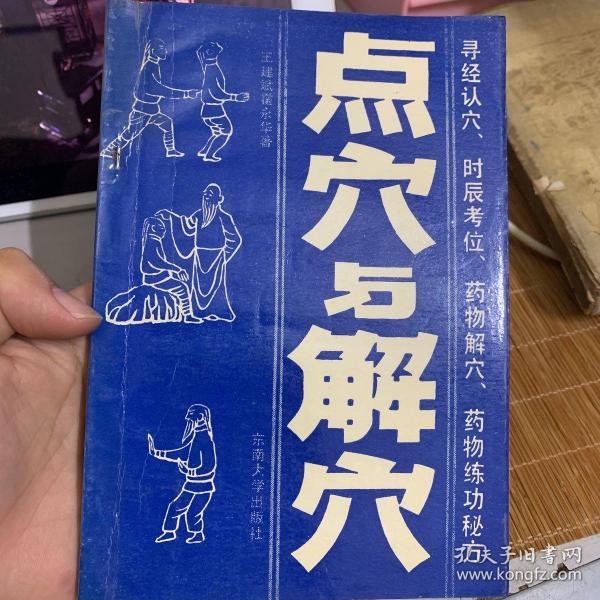 寻经认穴、时辰考位、药物解穴、药物练功秘方
点穴与解穴
王建斌 永华著
东南大学出版社
孔夫子旧书网
www.kongfz.com